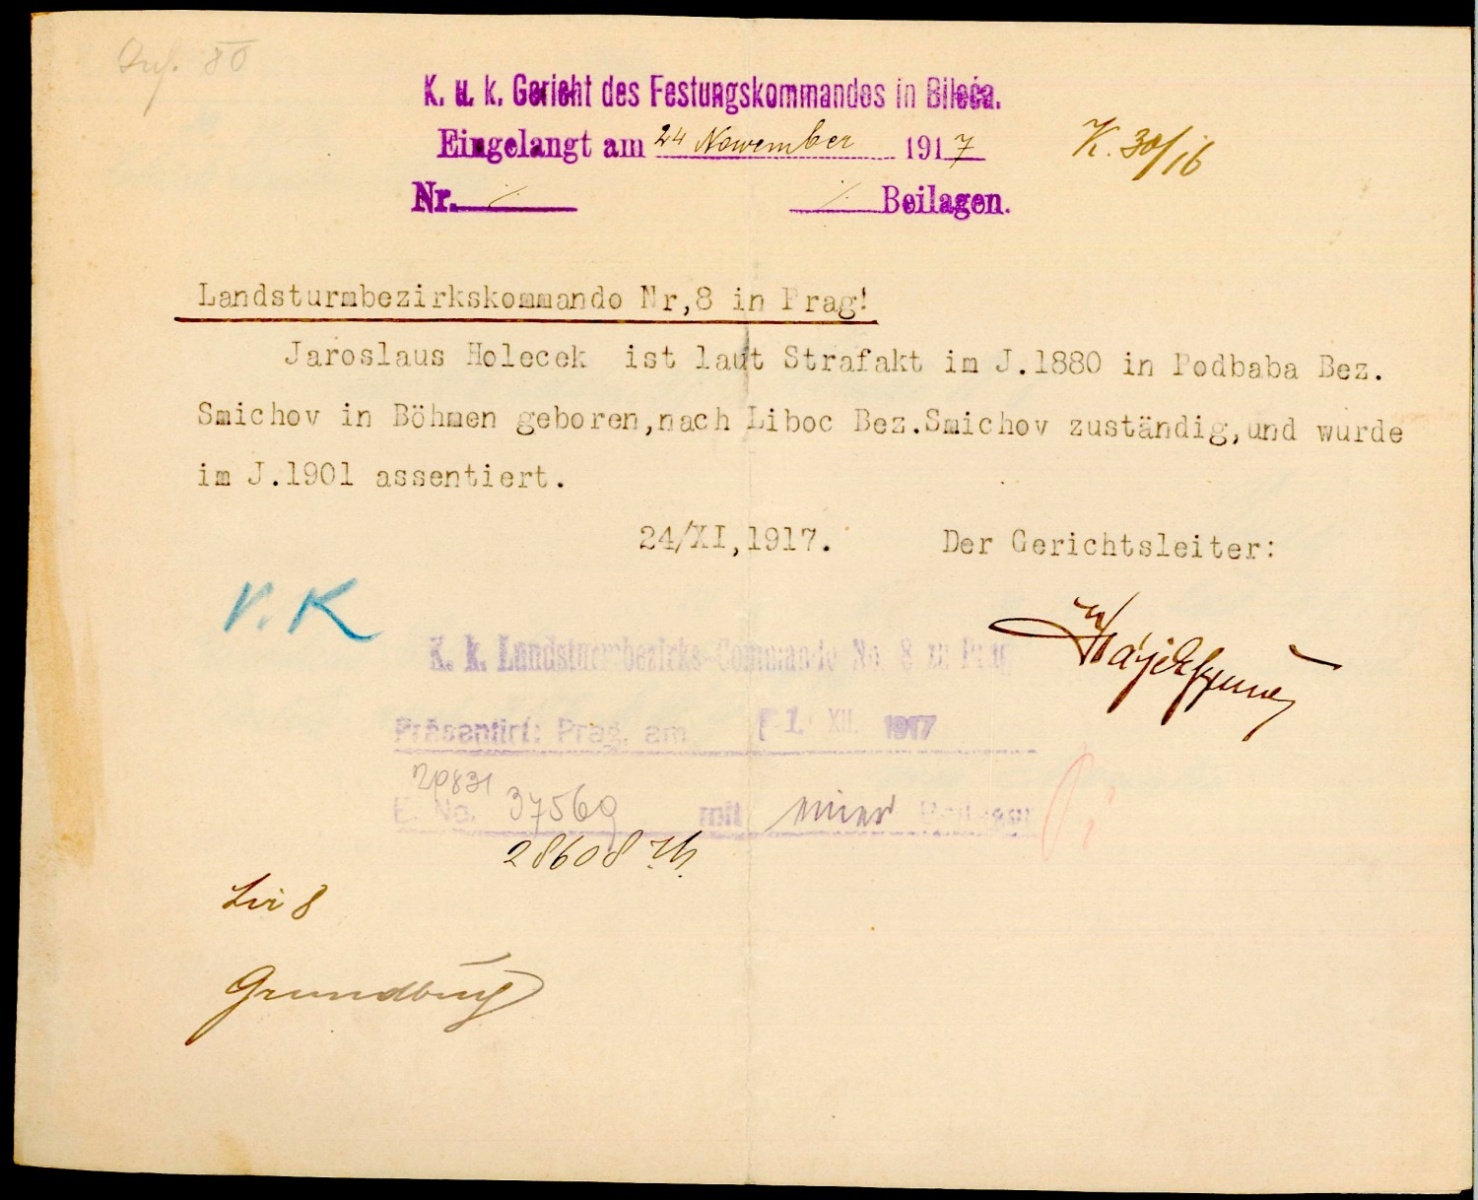 80
K. u. k. Gericht des Festungskommandos in Bileća.
Eingelangt am 24 November 1917
K. 30/16
Nr. ⁒ ⁒ Beilagen.
Landsturmbezirkskommando Nr,8 in Prag!
Jaroslaus Holecek ist laut Strafakt im J.1880 in Podbaba Bez.
Smichov in Böhmen geboren,nach Liboc Bez.Smichov zuständig,und wurde
im J.1901 assentiert.
24/XI,1917. Der Gerichtsleiter:
V. K
K. k. Landsturmbezirks-Commando No. 8 in Prag
Präsentirt: Prag, am 1. XII. 1917
E. No. 37569 mit einer Beilagen
28608
8
Grundbuch